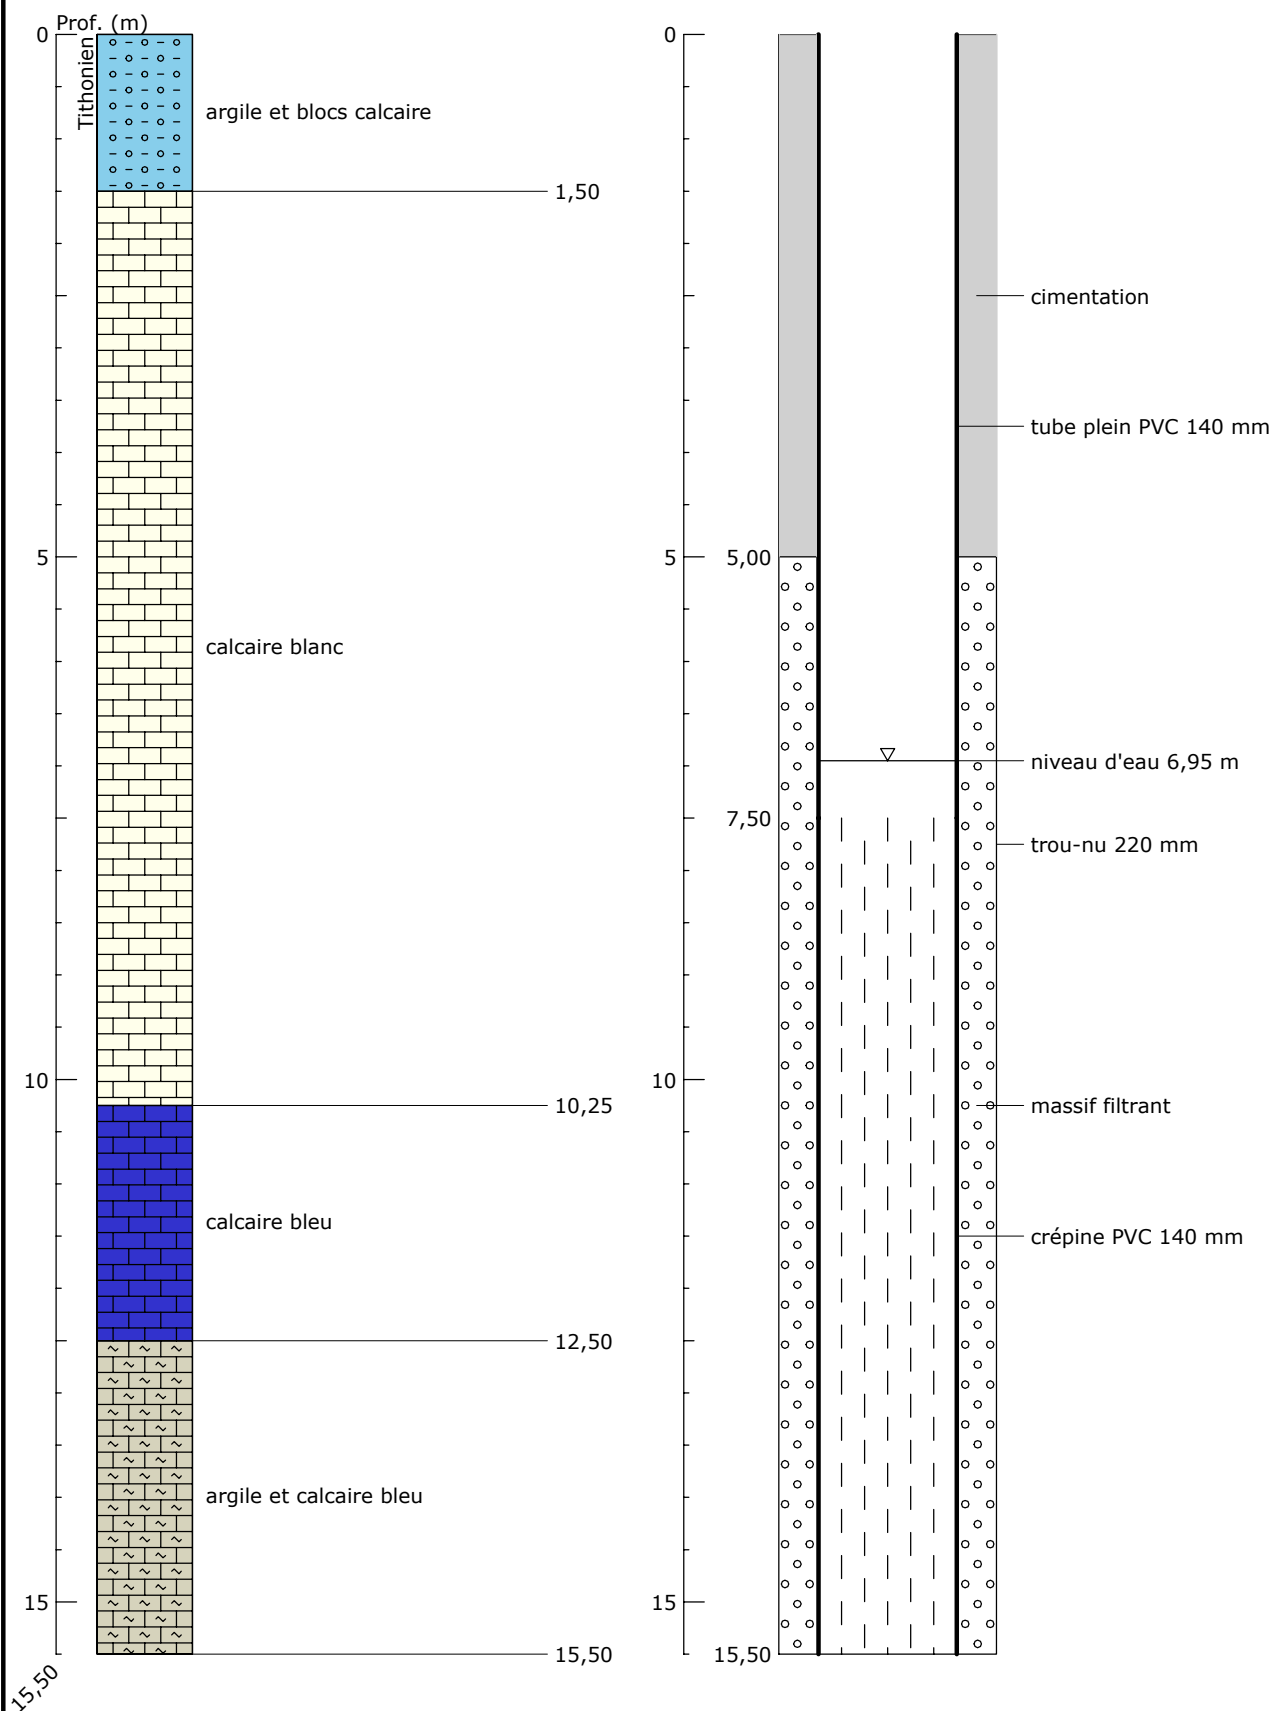 Prof. (m)
0
Tithonien
argile et blocs calcaire
1,50
calcaire blanc
5
10
10,25
calcaire bleu
12,50
argile et calcaire bleu
15
15,50
15,50
0
cimentation
tube plein PVC 140 mm
5
5,00
niveau d'eau 6,95 m
7,50
trou-nu 220 mm
10
massif filtrant
crépine PVC 140 mm
15
15,50